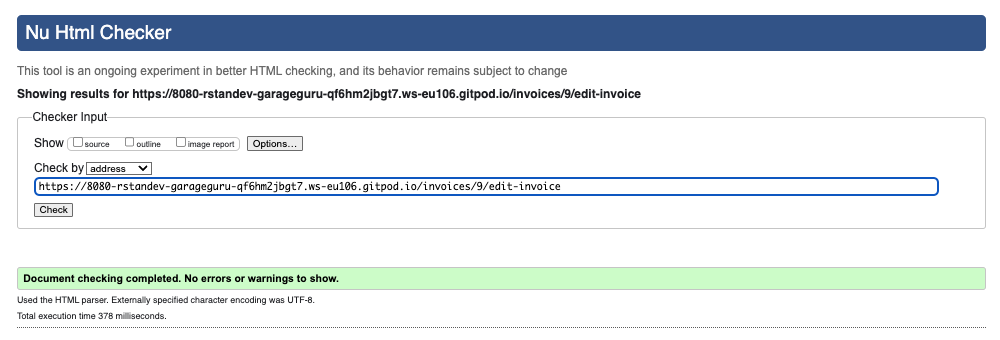 Nu Html Checker
This tool is an ongoing experiment in better HTML checking, and its behavior remains subject to change
Showing results for https://8080-rstandev-garageguru-qf6hm2jbgt7.ws-eu106.gitpod.io/invoices/9/edit-invoice
Checker Input
Show source outline image report Options...
Check by address
https://8080-rstandev-garageguru-qf6hm2jbgt7.ws-eu106.gitpod.io/invoices/9/edit-invoice
Check
Document checking completed. No errors or warnings to show.
Used the HTML parser. Externally specified character encoding was UTF-8.
Total execution time 378 milliseconds.